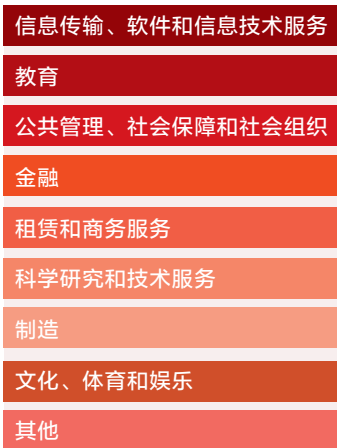 信息传输、软件和信息技术服务
教育
公共管理、社会保障和社会组织
金融
租赁和商务服务
科学研究和技术服务
制造
文化、体育和娱乐
其他